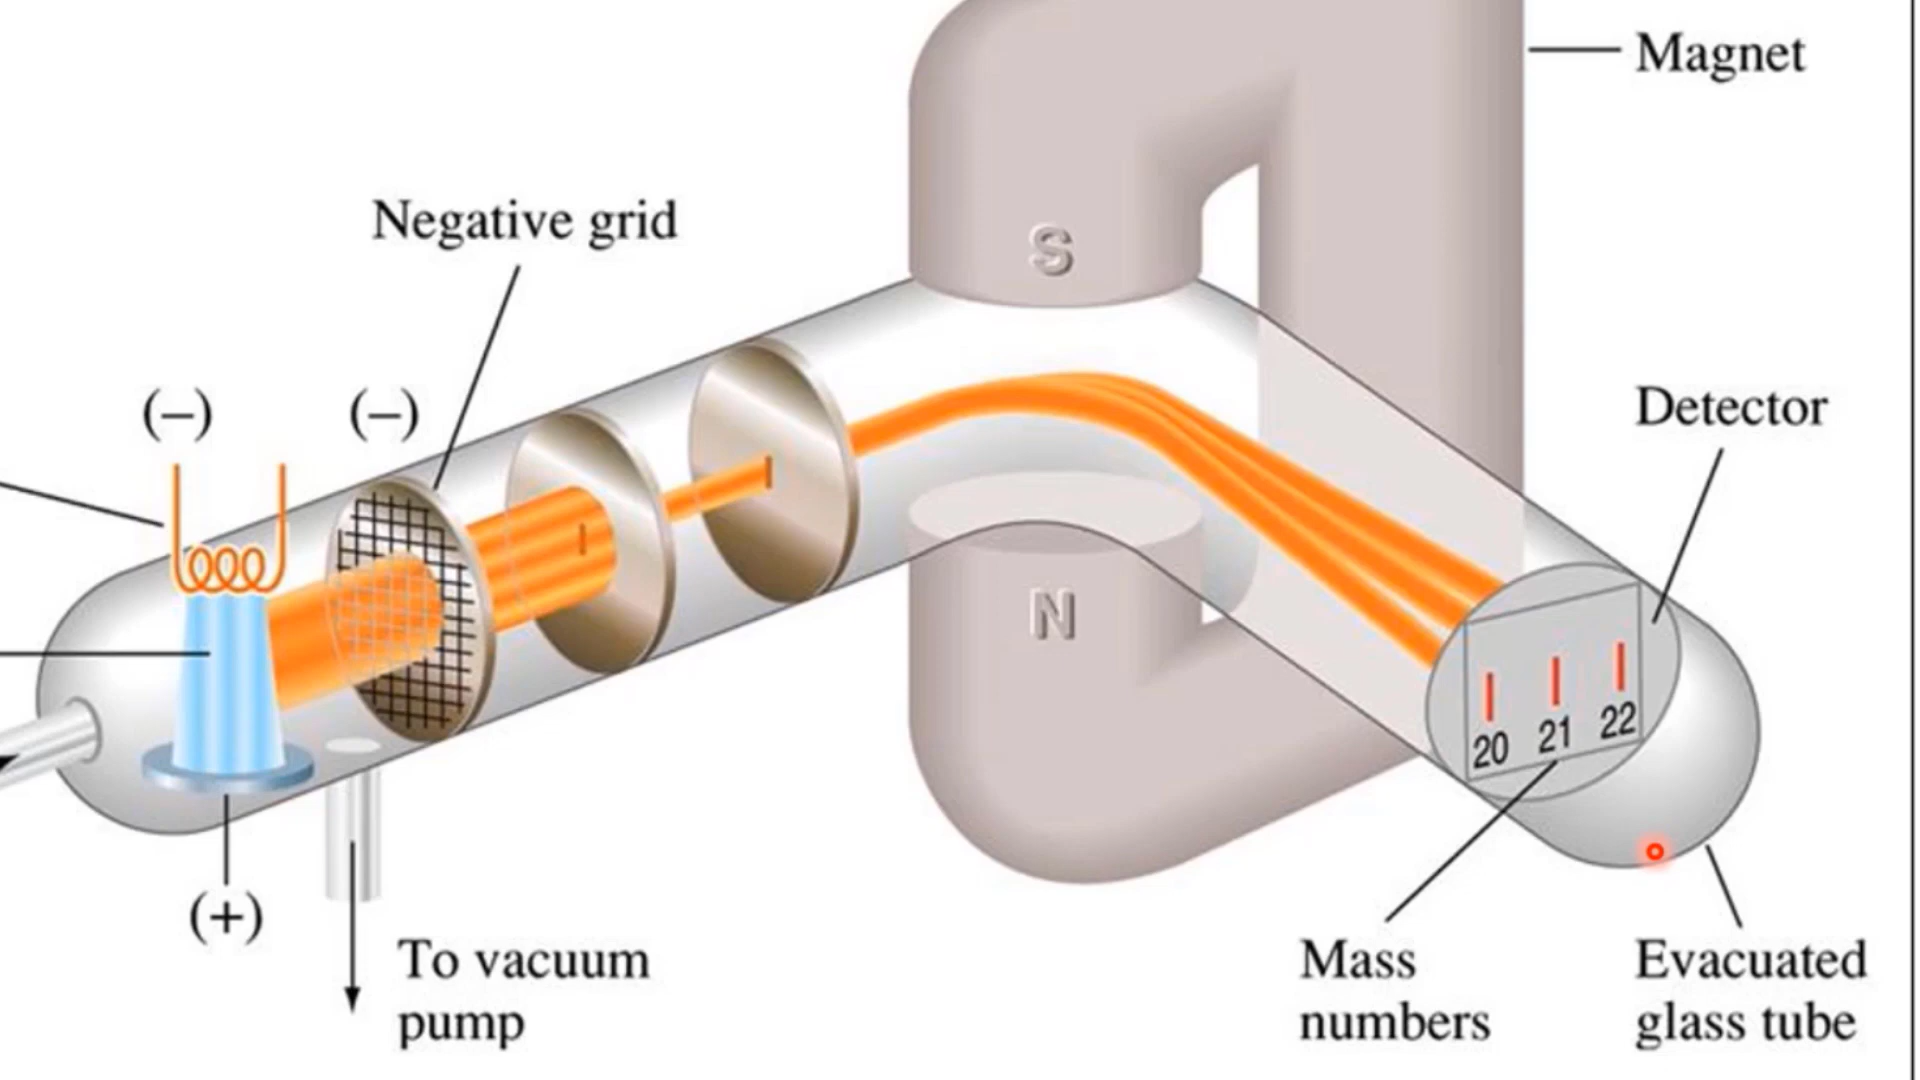 Magnet
Negative grid
S
(–)
(–)
Detector
N
20 21 22
(+)
To vacuum
pump
Mass
numbers
Evacuated
glass tube